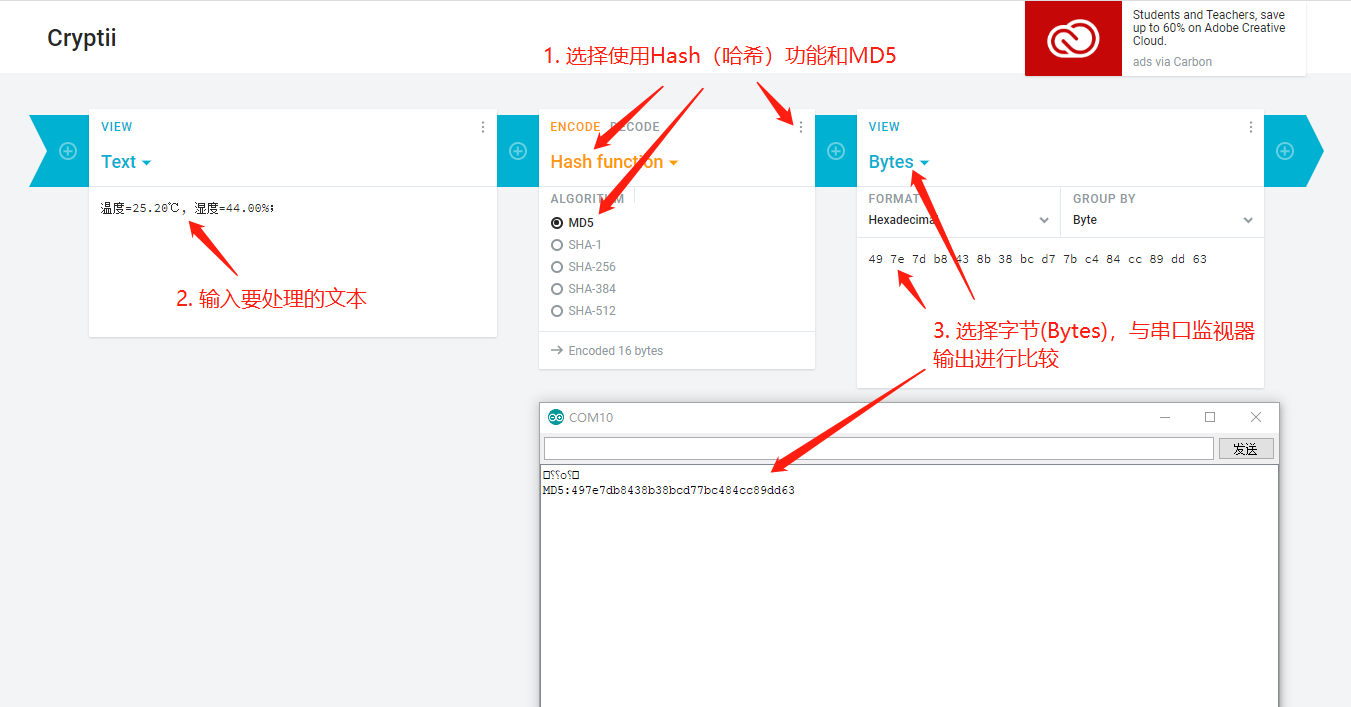 Cryptii
Students and Teachers, save
up to 60% on Adobe Creative
Cloud.
ads via Carbon
1. 选择使用Hash（哈希）功能和MD5
VIEW
Text
温度=25.20℃, 湿度=44.00%;
2. 输入要处理的文本
ENCODE DECODE
Hash function
ALGORITHM
MD5
SHA-1
SHA-256
SHA-384
SHA-512
→ Encoded 16 bytes
VIEW
Bytes
FORMAT GROUP BY
Hexadecimal Byte
49 7e 7d b8 43 8b 38 bc d7 7b c4 84 cc 89 dd 63
3. 选择字节(Bytes)，与串口监视器
输出进行比较
COM10
发送
MD5:497e7db8438b38bcd77bc484cc89dd63